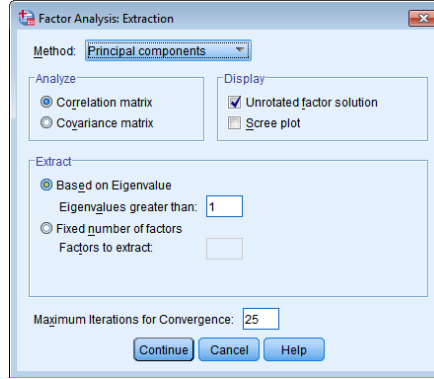 Factor Analysis: Extraction
Method: Principal components
Analyze
Correlation matrix
Covariance matrix
Display
Unrotated factor solution
Scree plot
Extract
Based on Eigenvalue
Eigenvalues greater than: 1
Fixed number of factors
Factors to extract:
Maximum Iterations for Convergence: 25
Continue Cancel Help